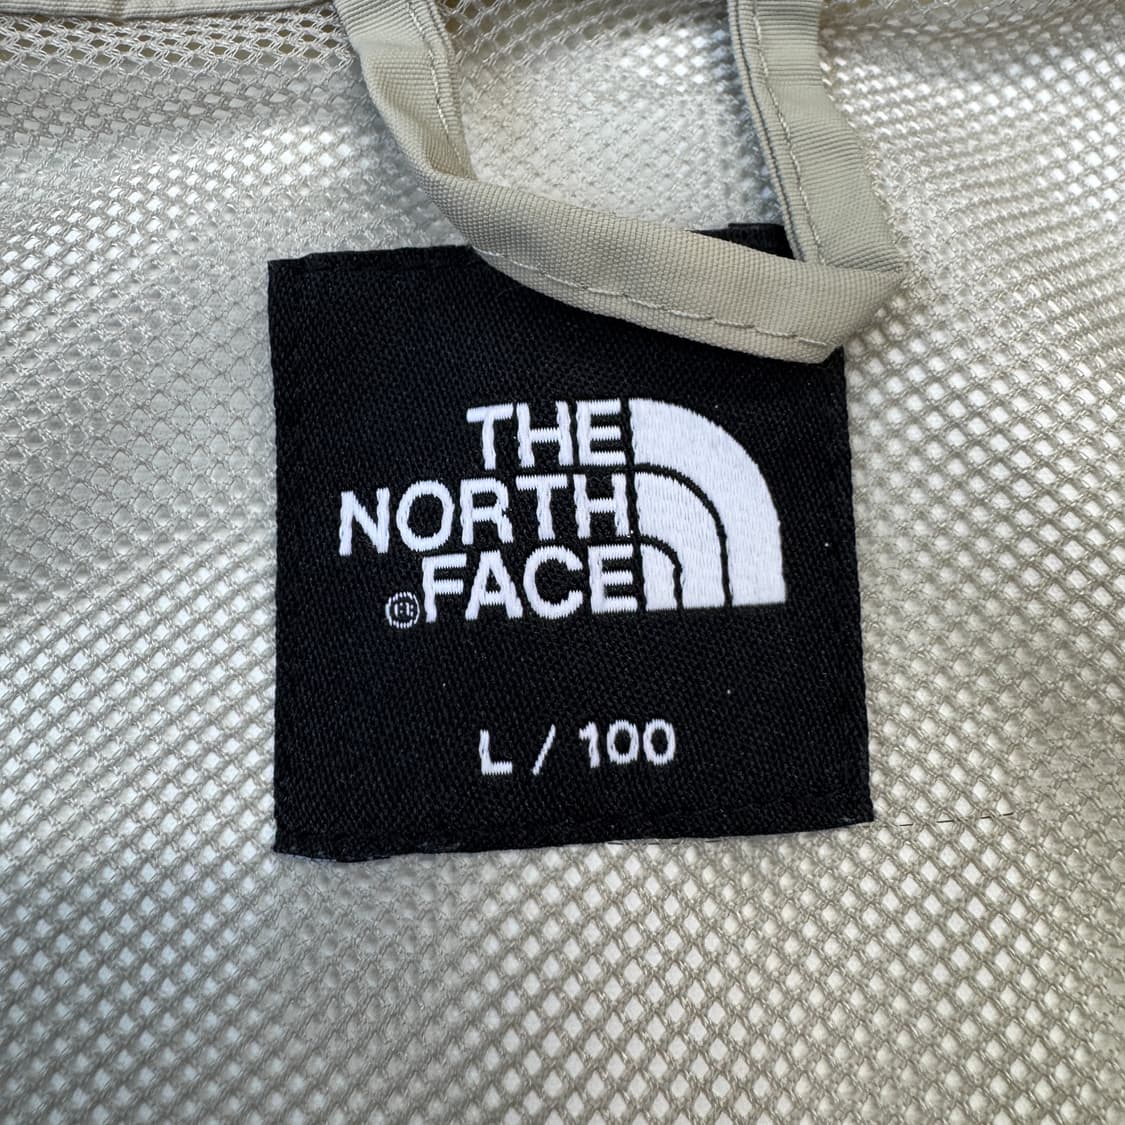 THE
NORTH
®FACE
L / 100